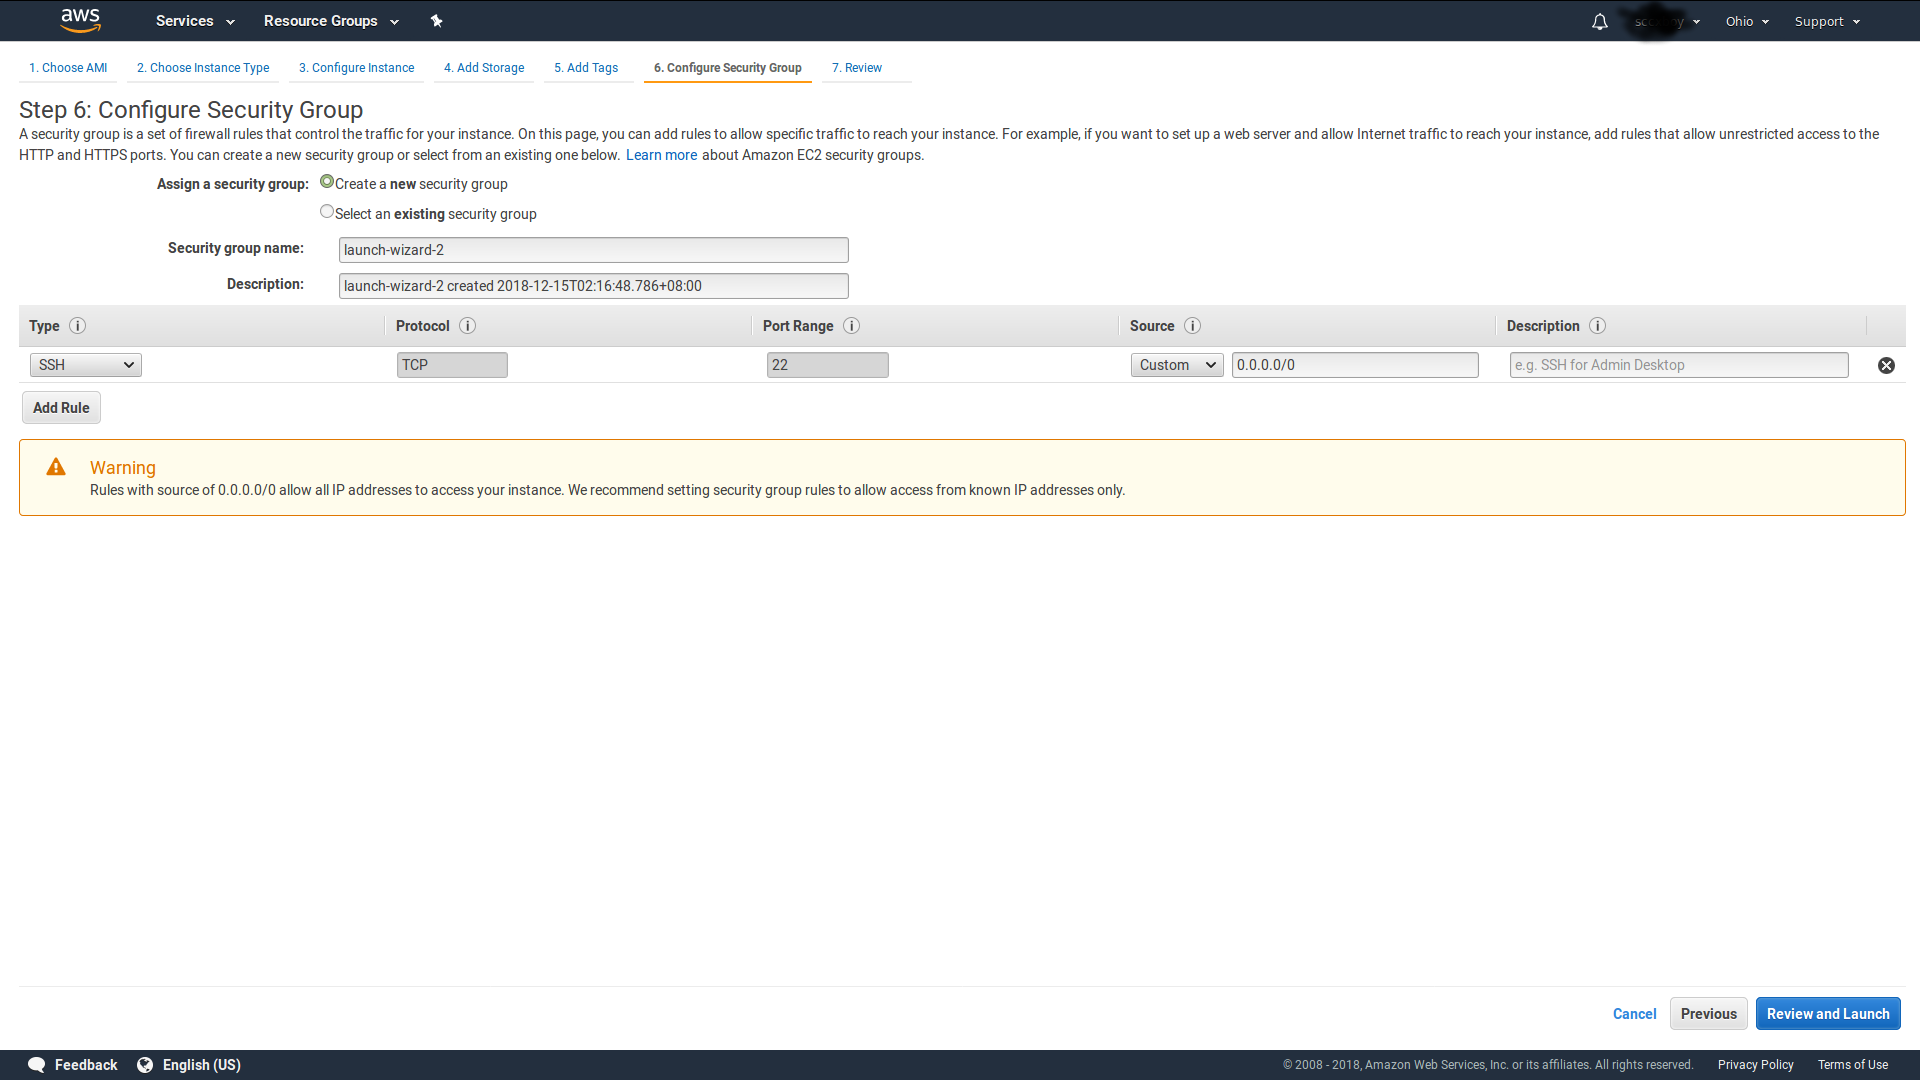 aws Services Resource Groups Ohio Support
1. Choose AMI 2. Choose Instance Type 3. Configure Instance 4. Add Storage 5. Add Tags 6. Configure Security Group 7. Review
Step 6: Configure Security Group
A security group is a set of firewall rules that control the traffic for your instance. On this page, you can add rules to allow specific traffic to reach your instance. For example, if you want to set up a web server and allow Internet traffic to reach your instance, add rules that allow unrestricted access to the
HTTP and HTTPS ports. You can create a new security group or select from an existing one below. Learn more about Amazon EC2 security groups.
Assign a security group: Create a new security group
Select an existing security group
Security group name: launch-wizard-2
Description: launch-wizard-2 created 2018-12-15T02:16:48.786+08:00
Type i Protocol i Port Range i Source i Description i
SSH TCP 22 Custom 0.0.0.0/0 e.g. SSH for Admin Desktop
Add Rule
Warning
Rules with source of 0.0.0.0/0 allow all IP addresses to access your instance. We recommend setting security group rules to allow access from known IP addresses only.
Cancel Previous Review and Launch
Feedback English (US) © 2008 - 2018, Amazon Web Services, Inc. or its affiliates. All rights reserved. Privacy Policy Terms of Use